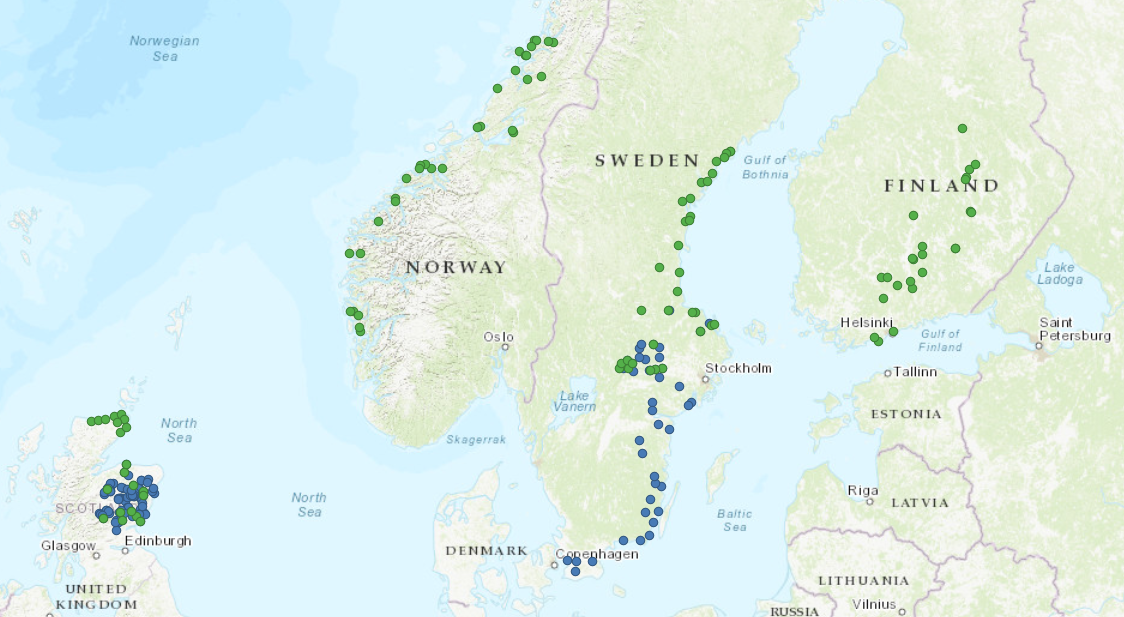 Norwegian
Sea
SWEDEN
Gulf of
Bothnia
FINLAND
NORWAY
Lake
Ladoga
Oslo
Helsinki
Gulf of
Finland
Saint
Petersburg
Stockholm
Tallinn
Lake
Vanern
ESTONIA
North
Sea
Skagerrak
Riga
LATVIA
North
Sea
SCOT
Baltic
Sea
Glasgow
Edinburgh
DENMARK
Copenhagen
LITHUANIA
UNITED
KINGDOM
RUSSIA
Vilnius